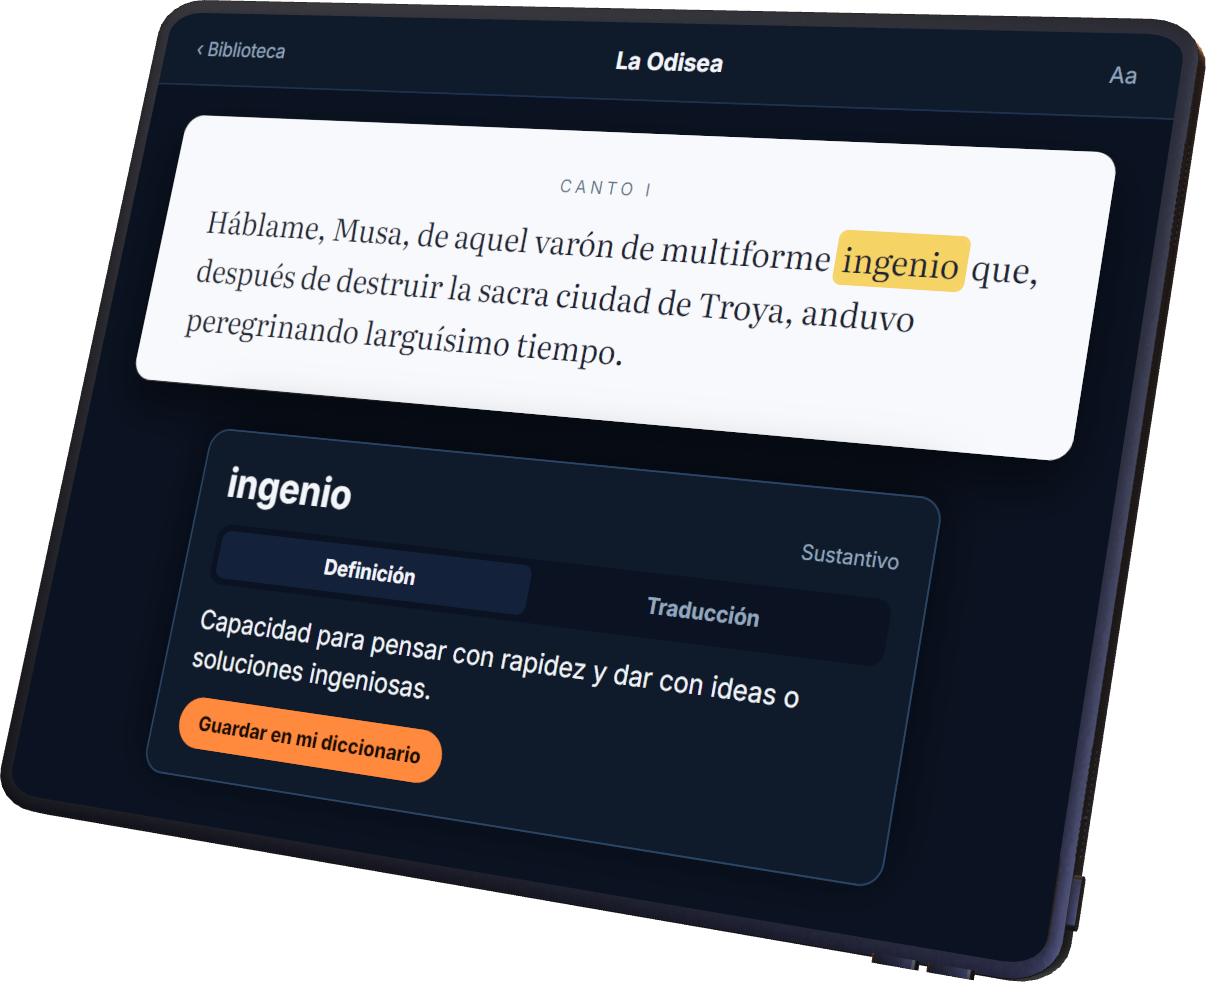 ‹ Biblioteca
La Odisea
Aa
CANTO I
Háblame, Musa, de aquel varón de multiforme ingenio que,
después de destruir la sacra ciudad de Troya, anduvo
peregrinando larguísimo tiempo.
ingenio
Sustantivo
Definición
Traducción
Capacidad para pensar con rapidez y dar con ideas o
soluciones ingeniosas.
Guardar en mi diccionario